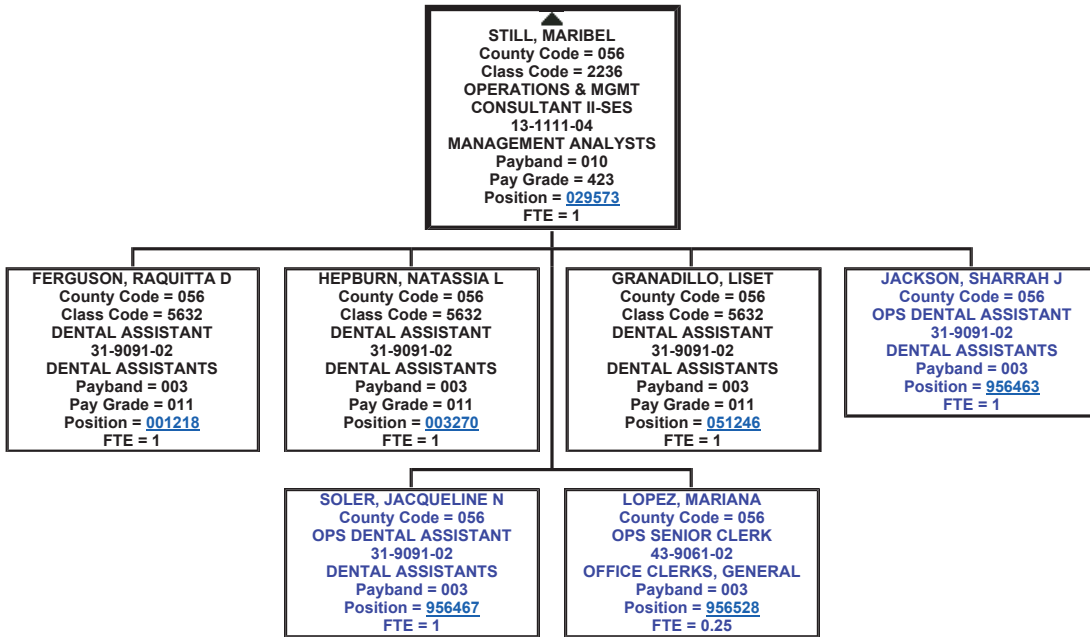 STILL, MARIBEL
County Code = 056
Class Code = 2236
OPERATIONS & MGMT
CONSULTANT II-SES
13-1111-04
MANAGEMENT ANALYSTS
Payband = 010
Pay Grade = 423
Position = 029573
FTE = 1
FERGUSON, RAQUITTA D
County Code = 056
Class Code = 5632
DENTAL ASSISTANT
31-9091-02
DENTAL ASSISTANTS
Payband = 003
Pay Grade = 011
Position = 001218
FTE = 1
HEPBURN, NATASSIA L
County Code = 056
Class Code = 5632
DENTAL ASSISTANT
31-9091-02
DENTAL ASSISTANTS
Payband = 003
Pay Grade = 011
Position = 003270
FTE = 1
GRANADILLO, LISET
County Code = 056
Class Code = 5632
DENTAL ASSISTANT
31-9091-02
DENTAL ASSISTANTS
Payband = 003
Pay Grade = 011
Position = 051246
FTE = 1
JACKSON, SHARRAH J
County Code = 056
OPS DENTAL ASSISTANT
31-9091-02
DENTAL ASSISTANTS
Payband = 003
Position = 956463
FTE = 1
SOLER, JACQUELINE N
County Code = 056
OPS DENTAL ASSISTANT
31-9091-02
DENTAL ASSISTANTS
Payband = 003
Position = 956467
FTE = 1
LOPEZ, MARIANA
County Code = 056
OPS SENIOR CLERK
43-9061-02
OFFICE CLERKS, GENERAL
Payband = 003
Position = 956528
FTE = 0.25